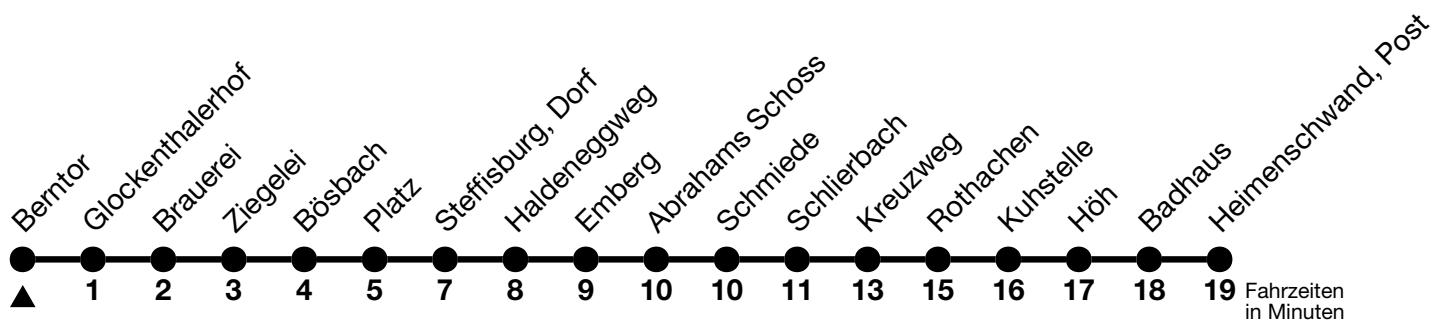 Berntor
Glockenthalerhof
Brauerei
Ziegelei
Bösbach
Platz
Steffisburg, Dorf
Haldeneggweg
Emberg
Abrahams Schoss
Schmiede
Schlierbach
Kreuzweg
Rothachen
Kuhstelle
Höh
Badhaus
Heimenschwand, Post
1 2 3 4 5 7 8 9 10 10 11 13 15 16 17 18 19 Fahrzeiten
in Minuten